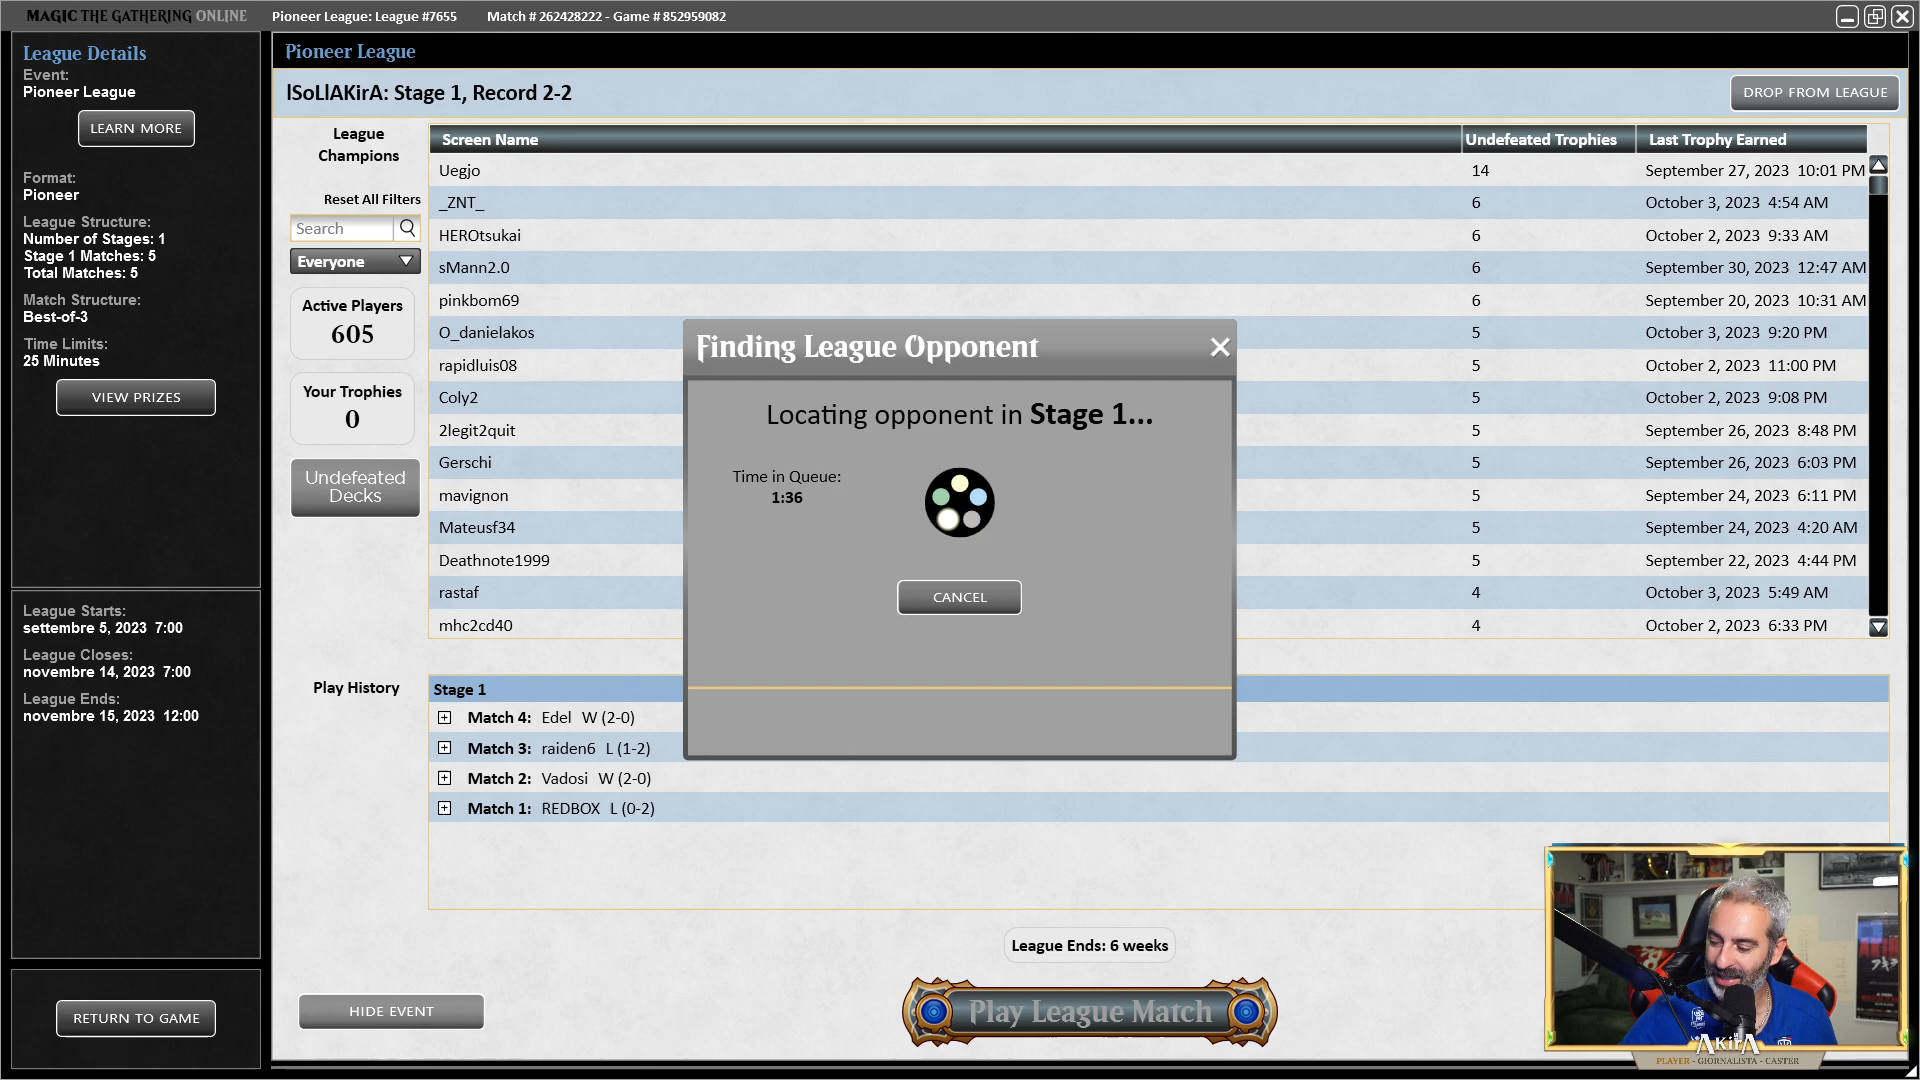 MAGIC THE GATHERING ONLINE
Pioneer League: League #7655 Match # 262428222 - Game # 852959082
League Details
Event:
Pioneer League
LEARN MORE
Format:
Pioneer
League Structure:
Number of Stages: 1
Stage 1 Matches: 5
Total Matches: 5
Match Structure:
Best-of-3
Time Limits:
25 Minutes
VIEW PRIZES
League Starts:
settembre 5, 2023 7:00
League Closes:
novembre 14, 2023 7:00
League Ends:
novembre 15, 2023 12:00
RETURN TO GAME
Pioneer League
lSoLlAKirA: Stage 1, Record 2-2
DROP FROM LEAGUE
League
Champions
Reset All Filters
Search
Everyone
Active Players
605
Your Trophies
0
Undefeated
Decks
Screen Name Undefeated Trophies Last Trophy Earned
Uegjo 14 September 27, 2023 10:01 PM
_ZNT_ 6 October 3, 2023 4:54 AM
HEROtsukai 6 October 2, 2023 9:33 AM
sMann2.0 6 September 30, 2023 12:47 AM
pinkbom69 6 September 20, 2023 10:31 AM
O_danielakos 5 October 3, 2023 9:20 PM
rapidluis08 5 October 2, 2023 11:00 PM
Coly2 5 October 2, 2023 9:08 PM
2legit2quit 5 September 26, 2023 8:48 PM
Gerschi 5 September 26, 2023 6:03 PM
mavignon 5 September 24, 2023 6:11 PM
Mateusf34 5 September 24, 2023 4:20 AM
Deathnote1999 5 September 22, 2023 4:44 PM
rastaf 4 October 3, 2023 5:49 AM
mhc2cd40 4 October 2, 2023 6:33 PM
Finding League Opponent
Locating opponent in Stage 1...
Time in Queue:
1:36
CANCEL
Play History
Stage 1
Match 4: Edel W (2-0)
Match 3: raiden6 L (1-2)
Match 2: Vadosi W (2-0)
Match 1: REDBOX L (0-2)
League Ends: 6 weeks
HIDE EVENT
Play League Match
AKirA
PLAYER - GIORNALISTA - CASTER